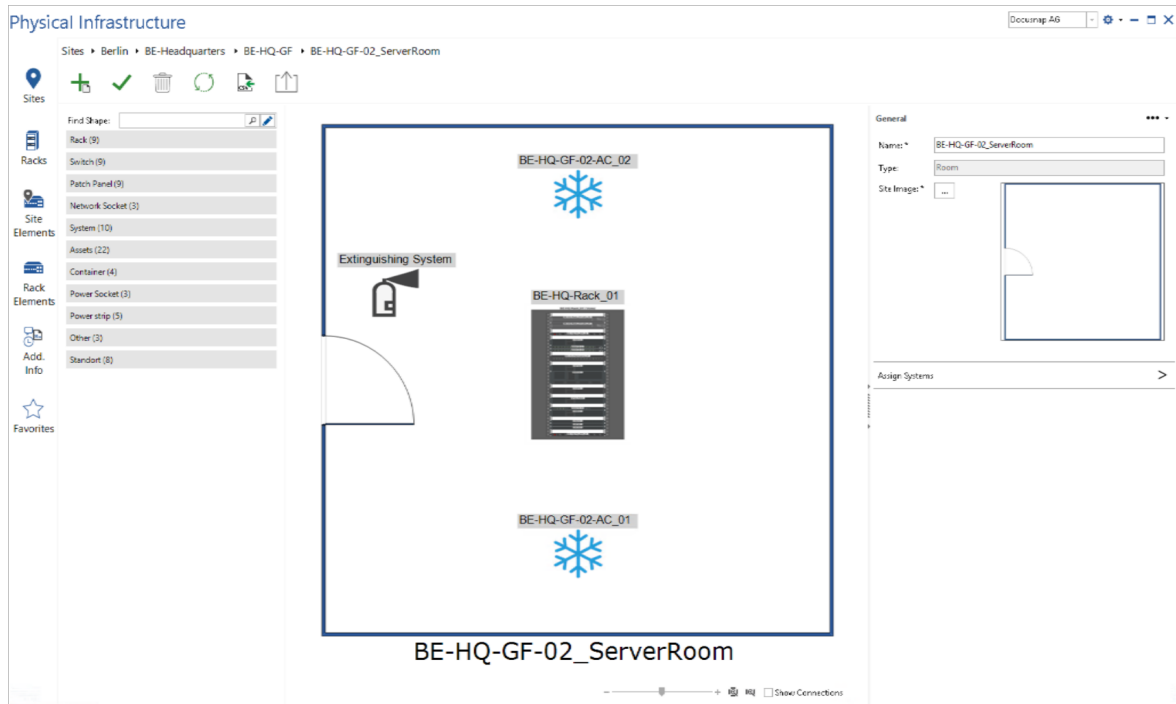 Physical Infrastructure
Docusnap AG
Sites ‣ Berlin ‣ BE-Headquarters ‣ BE-HQ-GF ‣ BE-HQ-GF-02_ServerRoom
Sites
Racks
Site
Elements
Rack
Elements
Add.
Info
Favorites
CSV
Find Shape:
Rack (9)
Switch (9)
Patch Panel (9)
Network Socket (3)
System (10)
Assets (22)
Container (4)
Power Socket (3)
Power strip (5)
Other (3)
Standort (8)
BE-HQ-GF-02-AC_02
Extinguishing System
BE-HQ-Rack_01
BE-HQ-GF-02-AC_01
BE-HQ-GF-02_ServerRoom
Show Connections
General
Name: * BE-HQ-GF-02_ServerRoom
Type: Room
Site Image: * ...
Assign Systems